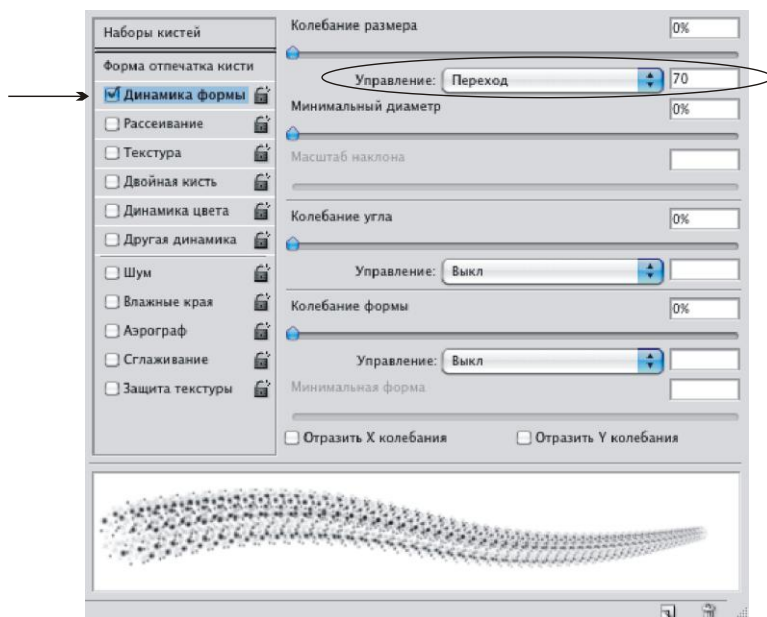 Наборы кистей
Форма отпечатка кисти
Динамика формы
Рассеивание
Текстура
Двойная кисть
Динамика цвета
Другая динамика
Шум
Влажные края
Аэрограф
Сглаживание
Защита текстуры
Колебание размера 0%
Управление: Переход 70
Минимальный диаметр 0%
Масштаб наклона
Колебание угла 0%
Управление: Выкл
Колебание формы 0%
Управление: Выкл
Минимальная форма
Отразить X колебания Отразить Y колебания